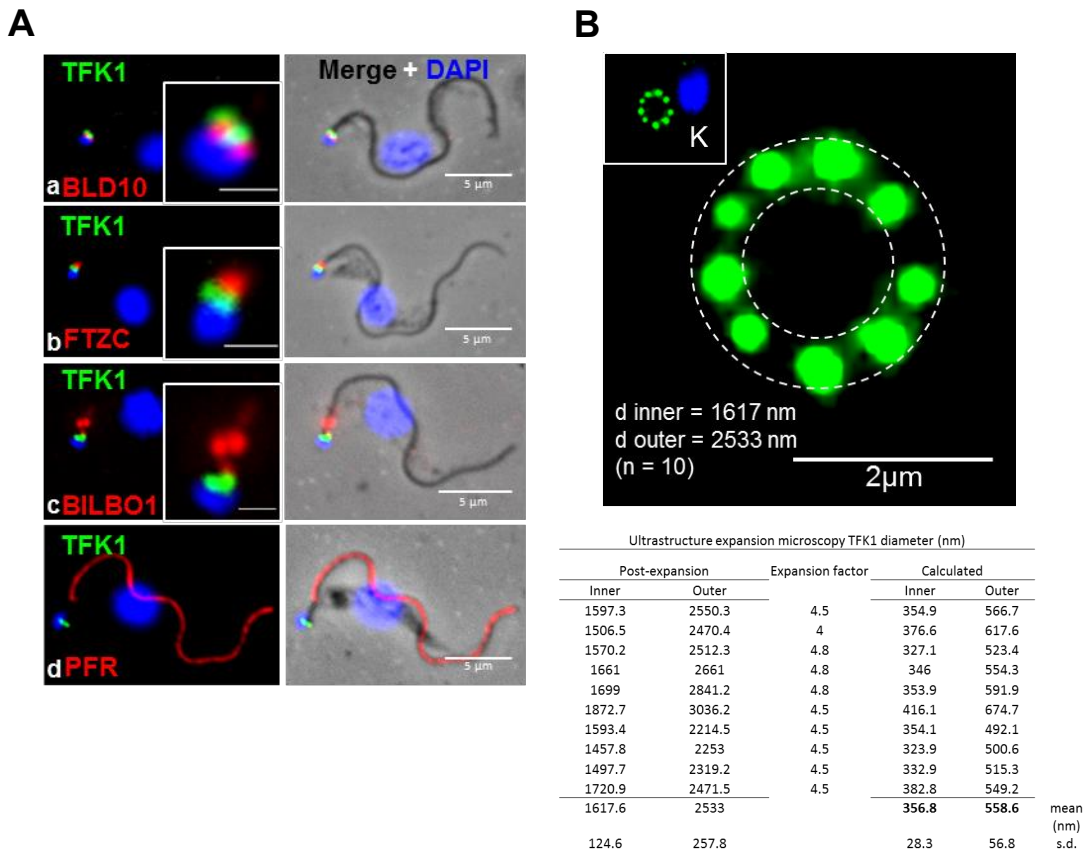 A
TFK1
Merge + DAPI
aBLD10
5 µm
TFK1
bFTZC
5 µm
TFK1
cBILBO1
5 µm
TFK1
dPFR
5 µm
B
K
d inner = 1617 nm
d outer = 2533 nm
(n = 10)
2µm
Ultrastructure expansion microscopy TFK1 diameter (nm)
Post-expansion Expansion factor Calculated
Inner Outer Inner Outer
1597.3 2550.3 4.5 354.9 566.7
1506.5 2470.4 4 376.6 617.6
1570.2 2512.3 4.8 327.1 523.4
1661 2661 4.8 346 554.3
1699 2841.2 4.8 353.9 591.9
1872.7 3036.2 4.5 416.1 674.7
1593.4 2214.5 4.5 354.1 492.1
1457.8 2253 4.5 323.9 500.6
1497.7 2319.2 4.5 332.9 515.3
1720.9 2471.5 4.5 382.8 549.2
1617.6 2533 356.8 558.6 mean
(nm)
124.6 257.8 28.3 56.8 s.d.